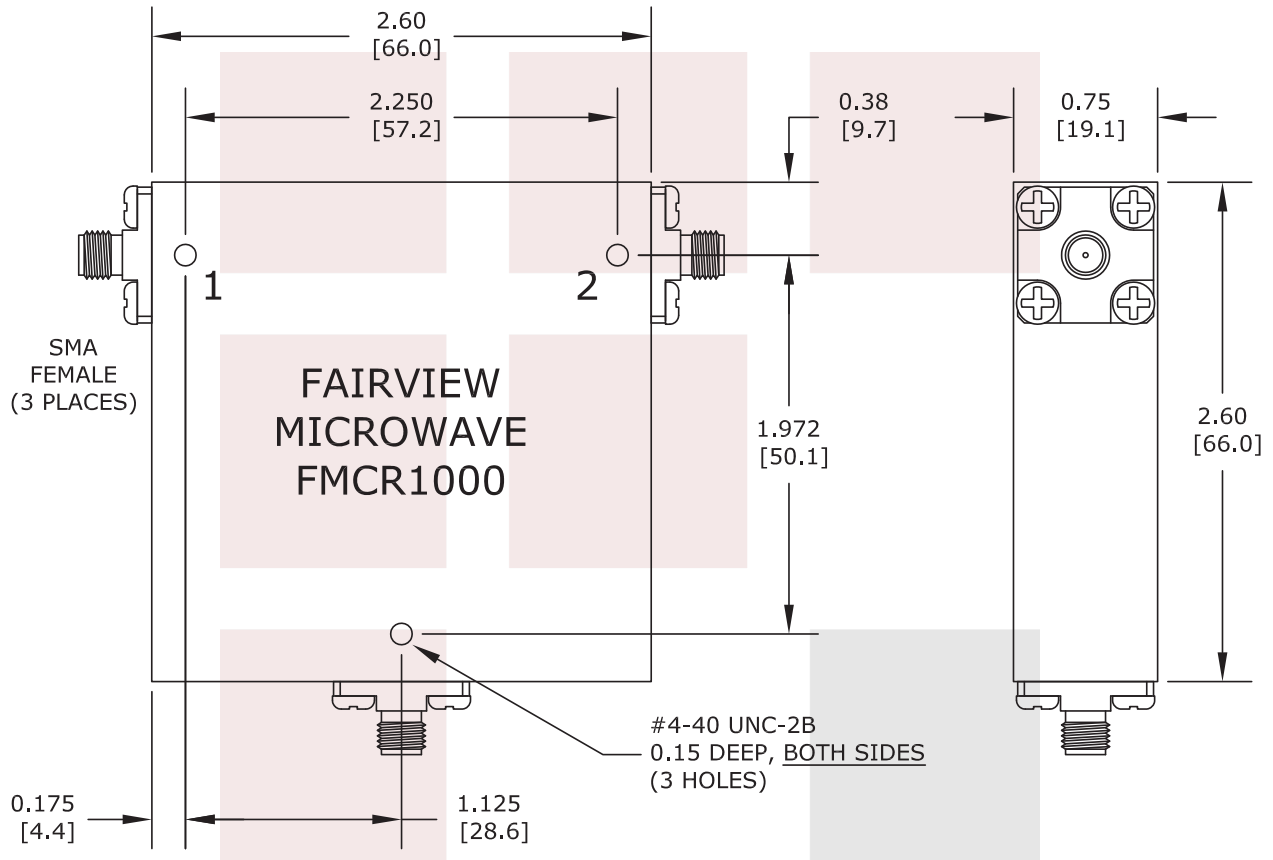 2.60
[66.0]
2.250
[57.2]
0.38
[9.7]
0.75
[19.1]
1
2
SMA
FEMALE
(3 PLACES)
FAIRVIEW
MICROWAVE
FMCR1000
1.972
[50.1]
2.60
[66.0]
#4-40 UNC-2B
0.15 DEEP, BOTH SIDES
(3 HOLES)
0.175
[4.4]
1.125
[28.6]